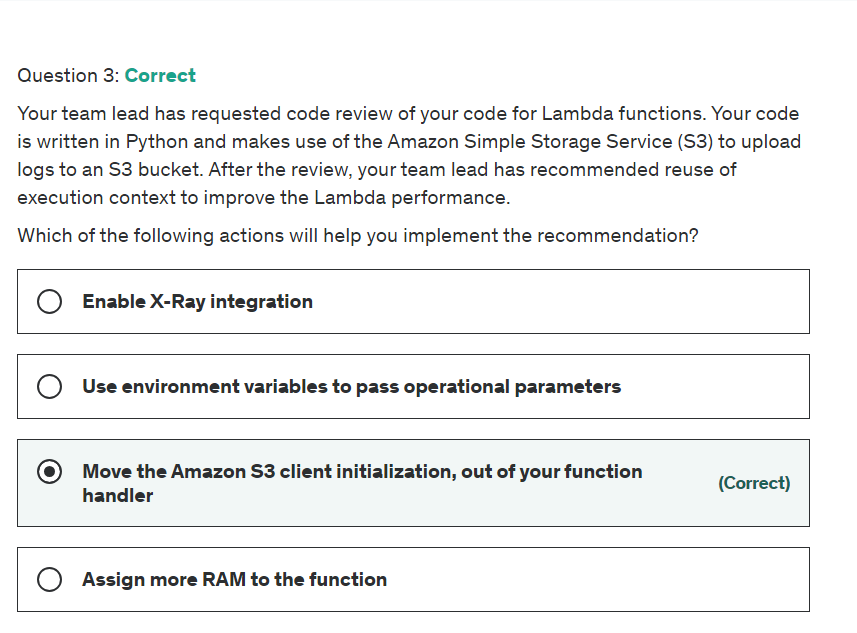 Question 3: Correct
Your team lead has requested code review of your code for Lambda functions. Your code
is written in Python and makes use of the Amazon Simple Storage Service (S3) to upload
logs to an S3 bucket. After the review, your team lead has recommended reuse of
execution context to improve the Lambda performance.
Which of the following actions will help you implement the recommendation?
Enable X-Ray integration
Use environment variables to pass operational parameters
Move the Amazon S3 client initialization, out of your function
handler
(Correct)
Assign more RAM to the function